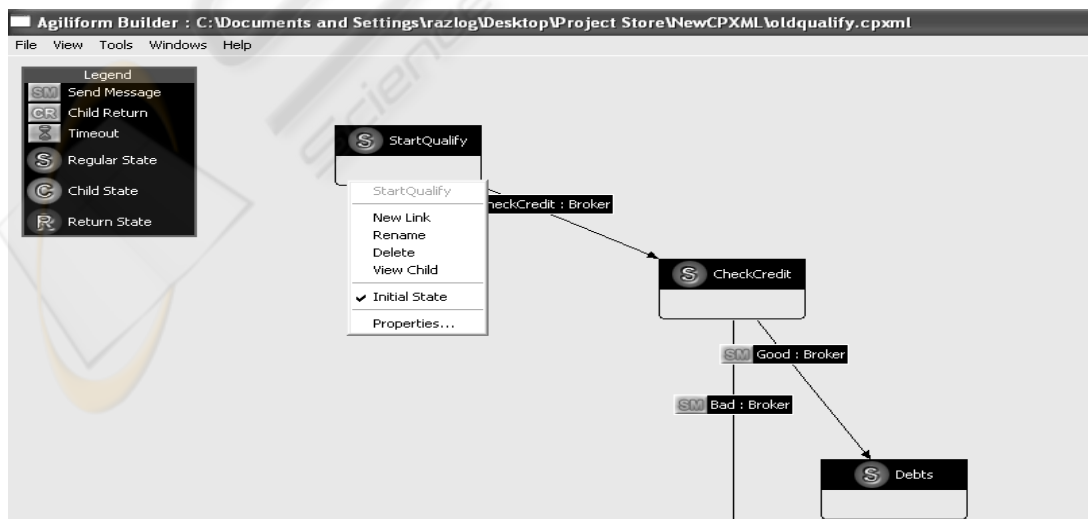 Agiliform Builder : C:\Documents and Settings\razlog\Desktop\Project Store\NewCPXML\oldqualify.cpxml
File View Tools Windows Help
Legend
SM Send Message
CR Child Return
Timeout
S Regular State
C Child State
R Return State
S StartQualify
StartQualify
New Link
Rename
Delete
View Child
Initial State
Properties...
heckCredit : Broker
S CheckCredit
SM Good : Broker
SM Bad : Broker
S Debts
Science